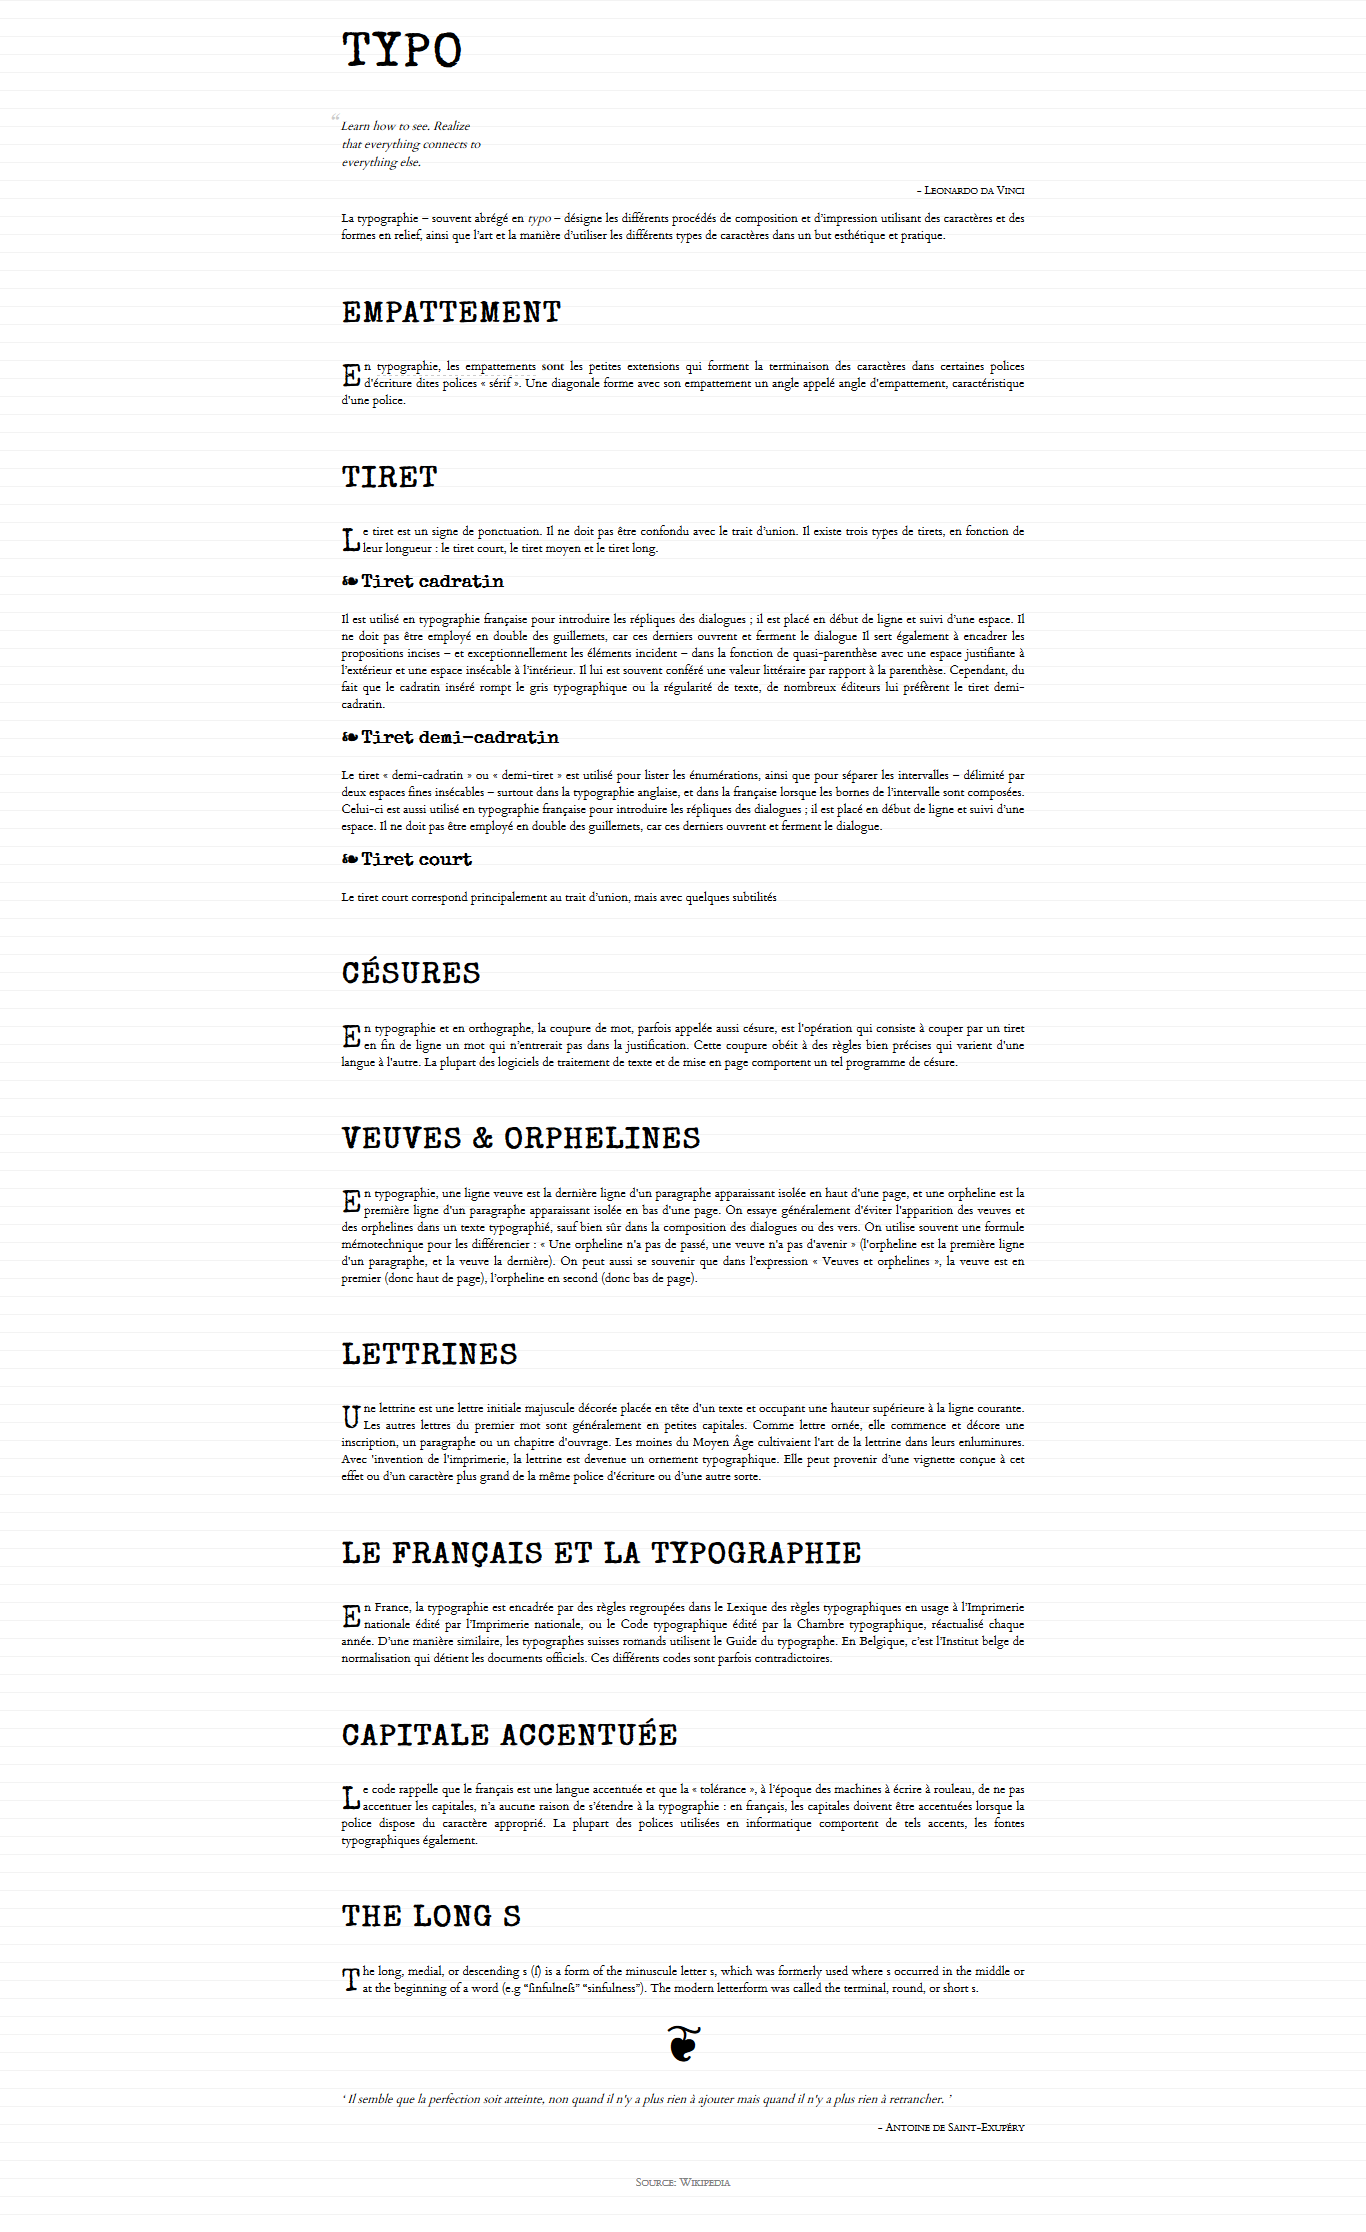 TYPO
“Learn how to see. Realize
that everything connects to
everything else.
- Leonardo da Vinci
La typographie – souvent abrégé en typo – désigne les différents procédés de composition et d’impression utilisant des caractères et des
formes en relief, ainsi que l’art et la manière d’utiliser les différents types de caractères dans un but esthétique et pratique.
EMPATTEMENT
En typographie, les empattements sont les petites extensions qui forment la terminaison des caractères dans certaines polices
d'écriture dites polices « sérif ». Une diagonale forme avec son empattement un angle appelé angle d'empattement, caractéristique
d'une police.
TIRET
Le tiret est un signe de ponctuation. Il ne doit pas être confondu avec le trait d’union. Il existe trois types de tirets, en fonction de
leur longueur : le tiret court, le tiret moyen et le tiret long.
❧ Tiret cadratin
Il est utilisé en typographie française pour introduire les répliques des dialogues ; il est placé en début de ligne et suivi d’une espace. Il
ne doit pas être employé en double des guillemets, car ces derniers ouvrent et ferment le dialogue Il sert également à encadrer les
propositions incises – et exceptionnellement les éléments incident – dans la fonction de quasi-parenthèse avec une espace justifiante à
l’extérieur et une espace insécable à l’intérieur. Il lui est souvent conféré une valeur littéraire par rapport à la parenthèse. Cependant, du
fait que le cadratin inséré rompt le gris typographique ou la régularité de texte, de nombreux éditeurs lui préfèrent le tiret demi-
cadratin.
❧ Tiret demi-cadratin
Le tiret « demi-cadratin » ou « demi-tiret » est utilisé pour lister les énumérations, ainsi que pour séparer les intervalles – délimité par
deux espaces fines insécables – surtout dans la typographie anglaise, et dans la française lorsque les bornes de l’intervalle sont composées.
Celui-ci est aussi utilisé en typographie française pour introduire les répliques des dialogues ; il est placé en début de ligne et suivi d’une
espace. Il ne doit pas être employé en double des guillemets, car ces derniers ouvrent et ferment le dialogue.
❧ Tiret court
Le tiret court correspond principalement au trait d’union, mais avec quelques subtilités
CÉSURES
En typographie et en orthographe, la coupure de mot, parfois appelée aussi césure, est l'opération qui consiste à couper par un tiret
en fin de ligne un mot qui n’entrerait pas dans la justification. Cette coupure obéit à des règles bien précises qui varient d'une
langue à l'autre. La plupart des logiciels de traitement de texte et de mise en page comportent un tel programme de césure.
VEUVES & ORPHELINES
En typographie, une ligne veuve est la dernière ligne d'un paragraphe apparaissant isolée en haut d'une page, et une orpheline est la
première ligne d'un paragraphe apparaissant isolée en bas d'une page. On essaye généralement d'éviter l'apparition des veuves et
des orphelines dans un texte typographié, sauf bien sûr dans la composition des dialogues ou des vers. On utilise souvent une formule
mémotechnique pour les différencier : « Une orpheline n'a pas de passé, une veuve n'a pas d'avenir » (l'orpheline est la première ligne
d'un paragraphe, et la veuve la dernière). On peut aussi se souvenir que dans l’expression « Veuves et orphelines », la veuve est en
premier (donc haut de page), l’orpheline en second (donc bas de page).
LETTRINES
Une lettrine est une lettre initiale majuscule décorée placée en tête d'un texte et occupant une hauteur supérieure à la ligne courante.
Les autres lettres du premier mot sont généralement en petites capitales. Comme lettre ornée, elle commence et décore une
inscription, un paragraphe ou un chapitre d'ouvrage. Les moines du Moyen Âge cultivaient l'art de la lettrine dans leurs enluminures.
Avec 'invention de l'imprimerie, la lettrine est devenue un ornement typographique. Elle peut provenir d’une vignette conçue à cet
effet ou d’un caractère plus grand de la même police d'écriture ou d’une autre sorte.
LE FRANÇAIS ET LA TYPOGRAPHIE
En France, la typographie est encadrée par des règles regroupées dans le Lexique des règles typographiques en usage à l’Imprimerie
nationale édité par l’Imprimerie nationale, ou le Code typographique édité par la Chambre typographique, réactualisé chaque
année. D’une manière similaire, les typographes suisses romands utilisent le Guide du typographe. En Belgique, c’est l’Institut belge de
normalisation qui détient les documents officiels. Ces différents codes sont parfois contradictoires.
CAPITALE ACCENTUÉE
Le code rappelle que le français est une langue accentuée et que la « tolérance », à l’époque des machines à écrire à rouleau, de ne pas
accentuer les capitales, n’a aucune raison de s’étendre à la typographie : en français, les capitales doivent être accentuées lorsque la
police dispose du caractère approprié. La plupart des polices utilisées en informatique comportent de tels accents, les fontes
typographiques également.
THE LONG S
The long, medial, or descending s (ſ) is a form of the minuscule letter s, which was formerly used where s occurred in the middle or
at the beginning of a word (e.g “ſinfulneſs” “sinfulness”). The modern letterform was called the terminal, round, or short s.
❦
‘ Il semble que la perfection soit atteinte, non quand il n'y a plus rien à ajouter mais quand il n'y a plus rien à retrancher. ’
- Antoine de Saint-Exupéry
Source: Wikipedia